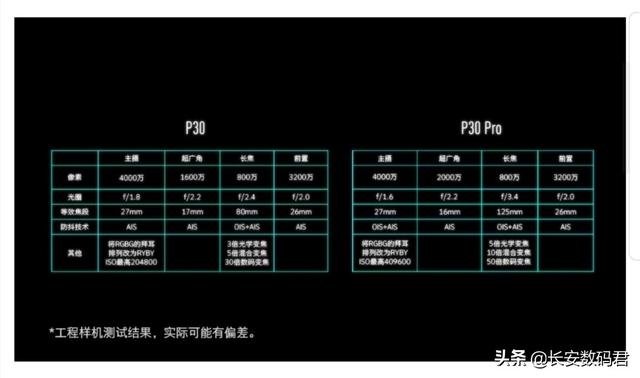 P30
主摄 超广角 长焦 前置
像素 4000万 1600万 800万 3200万
光圈 f/1.8 f/2.2 f/2.4 f/2.0
等效焦段 27mm 17mm 80mm 26mm
防抖技术 AIS AIS OIS+AIS AIS
其他
将RGBG的拜耳
排列改为RYBY
ISO最高204800
3倍光学变焦
5倍混合变焦
30倍数码变焦
P30 Pro
主摄 超广角 长焦 前置
4000万 2000万 800万 3200万
f/1.6 f/2.2 f/3.4 f/2.0
27mm 16mm 125mm 26mm
OIS+AIS AIS OIS+AIS AIS
将RGBG的拜耳
排列改为RYBY
ISO最高409600
5倍光学变焦
10倍混合变焦
50倍数码变焦
*工程样机测试结果，实际可能有偏差。
头条 @长安数码君